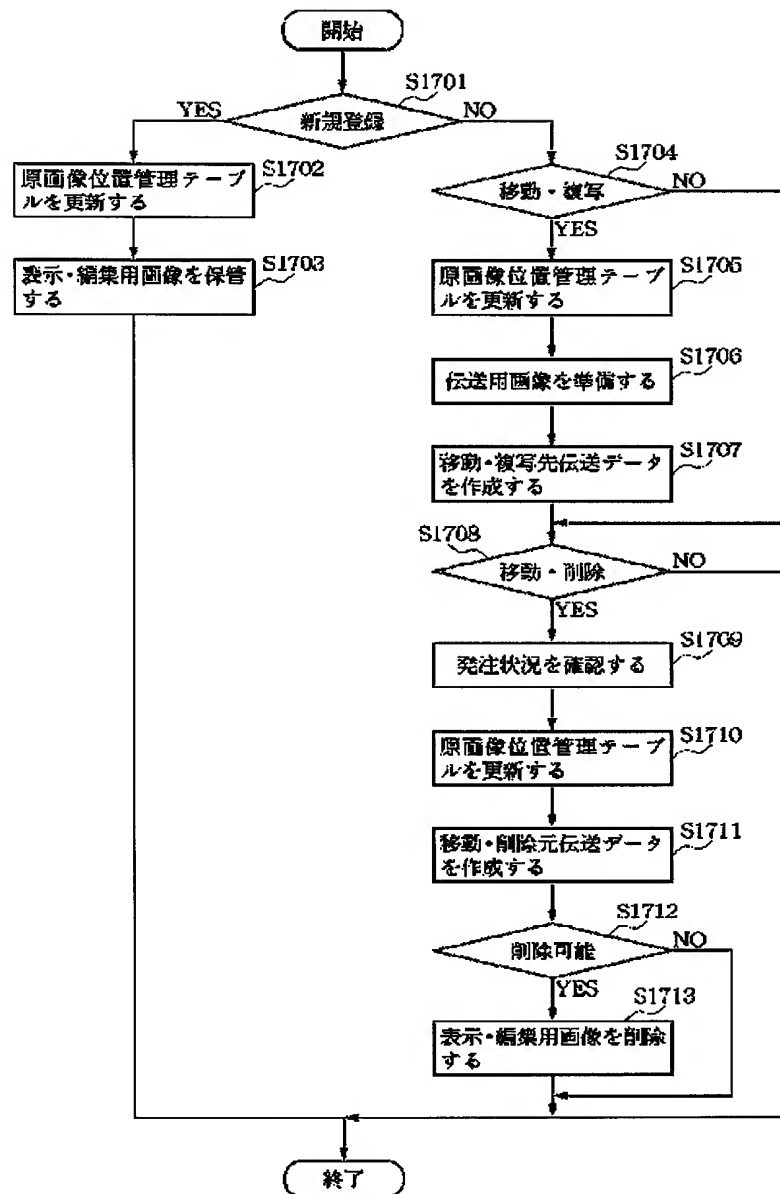 開始
S1701
YES
新規登録
NO
S1702
原画像位置管理テーブ
ルを更新する
S1703
表示・編集用画像を保管
する
S1704
移動・複写
NO
YES
S1705
原画像位置管理テーブ
ルを更新する
S1706
伝送用画像を準備する
S1707
移動・複写先伝送データ
を作成する
S1708
移動・削除
NO
YES
S1709
発注状況を確認する
S1710
原画像位置管理テーブ
ルを更新する
S1711
移動・削除元伝送データ
を作成する
S1712
削除可能
NO
YES
S1713
表示・編集用画像を削除
する
終了